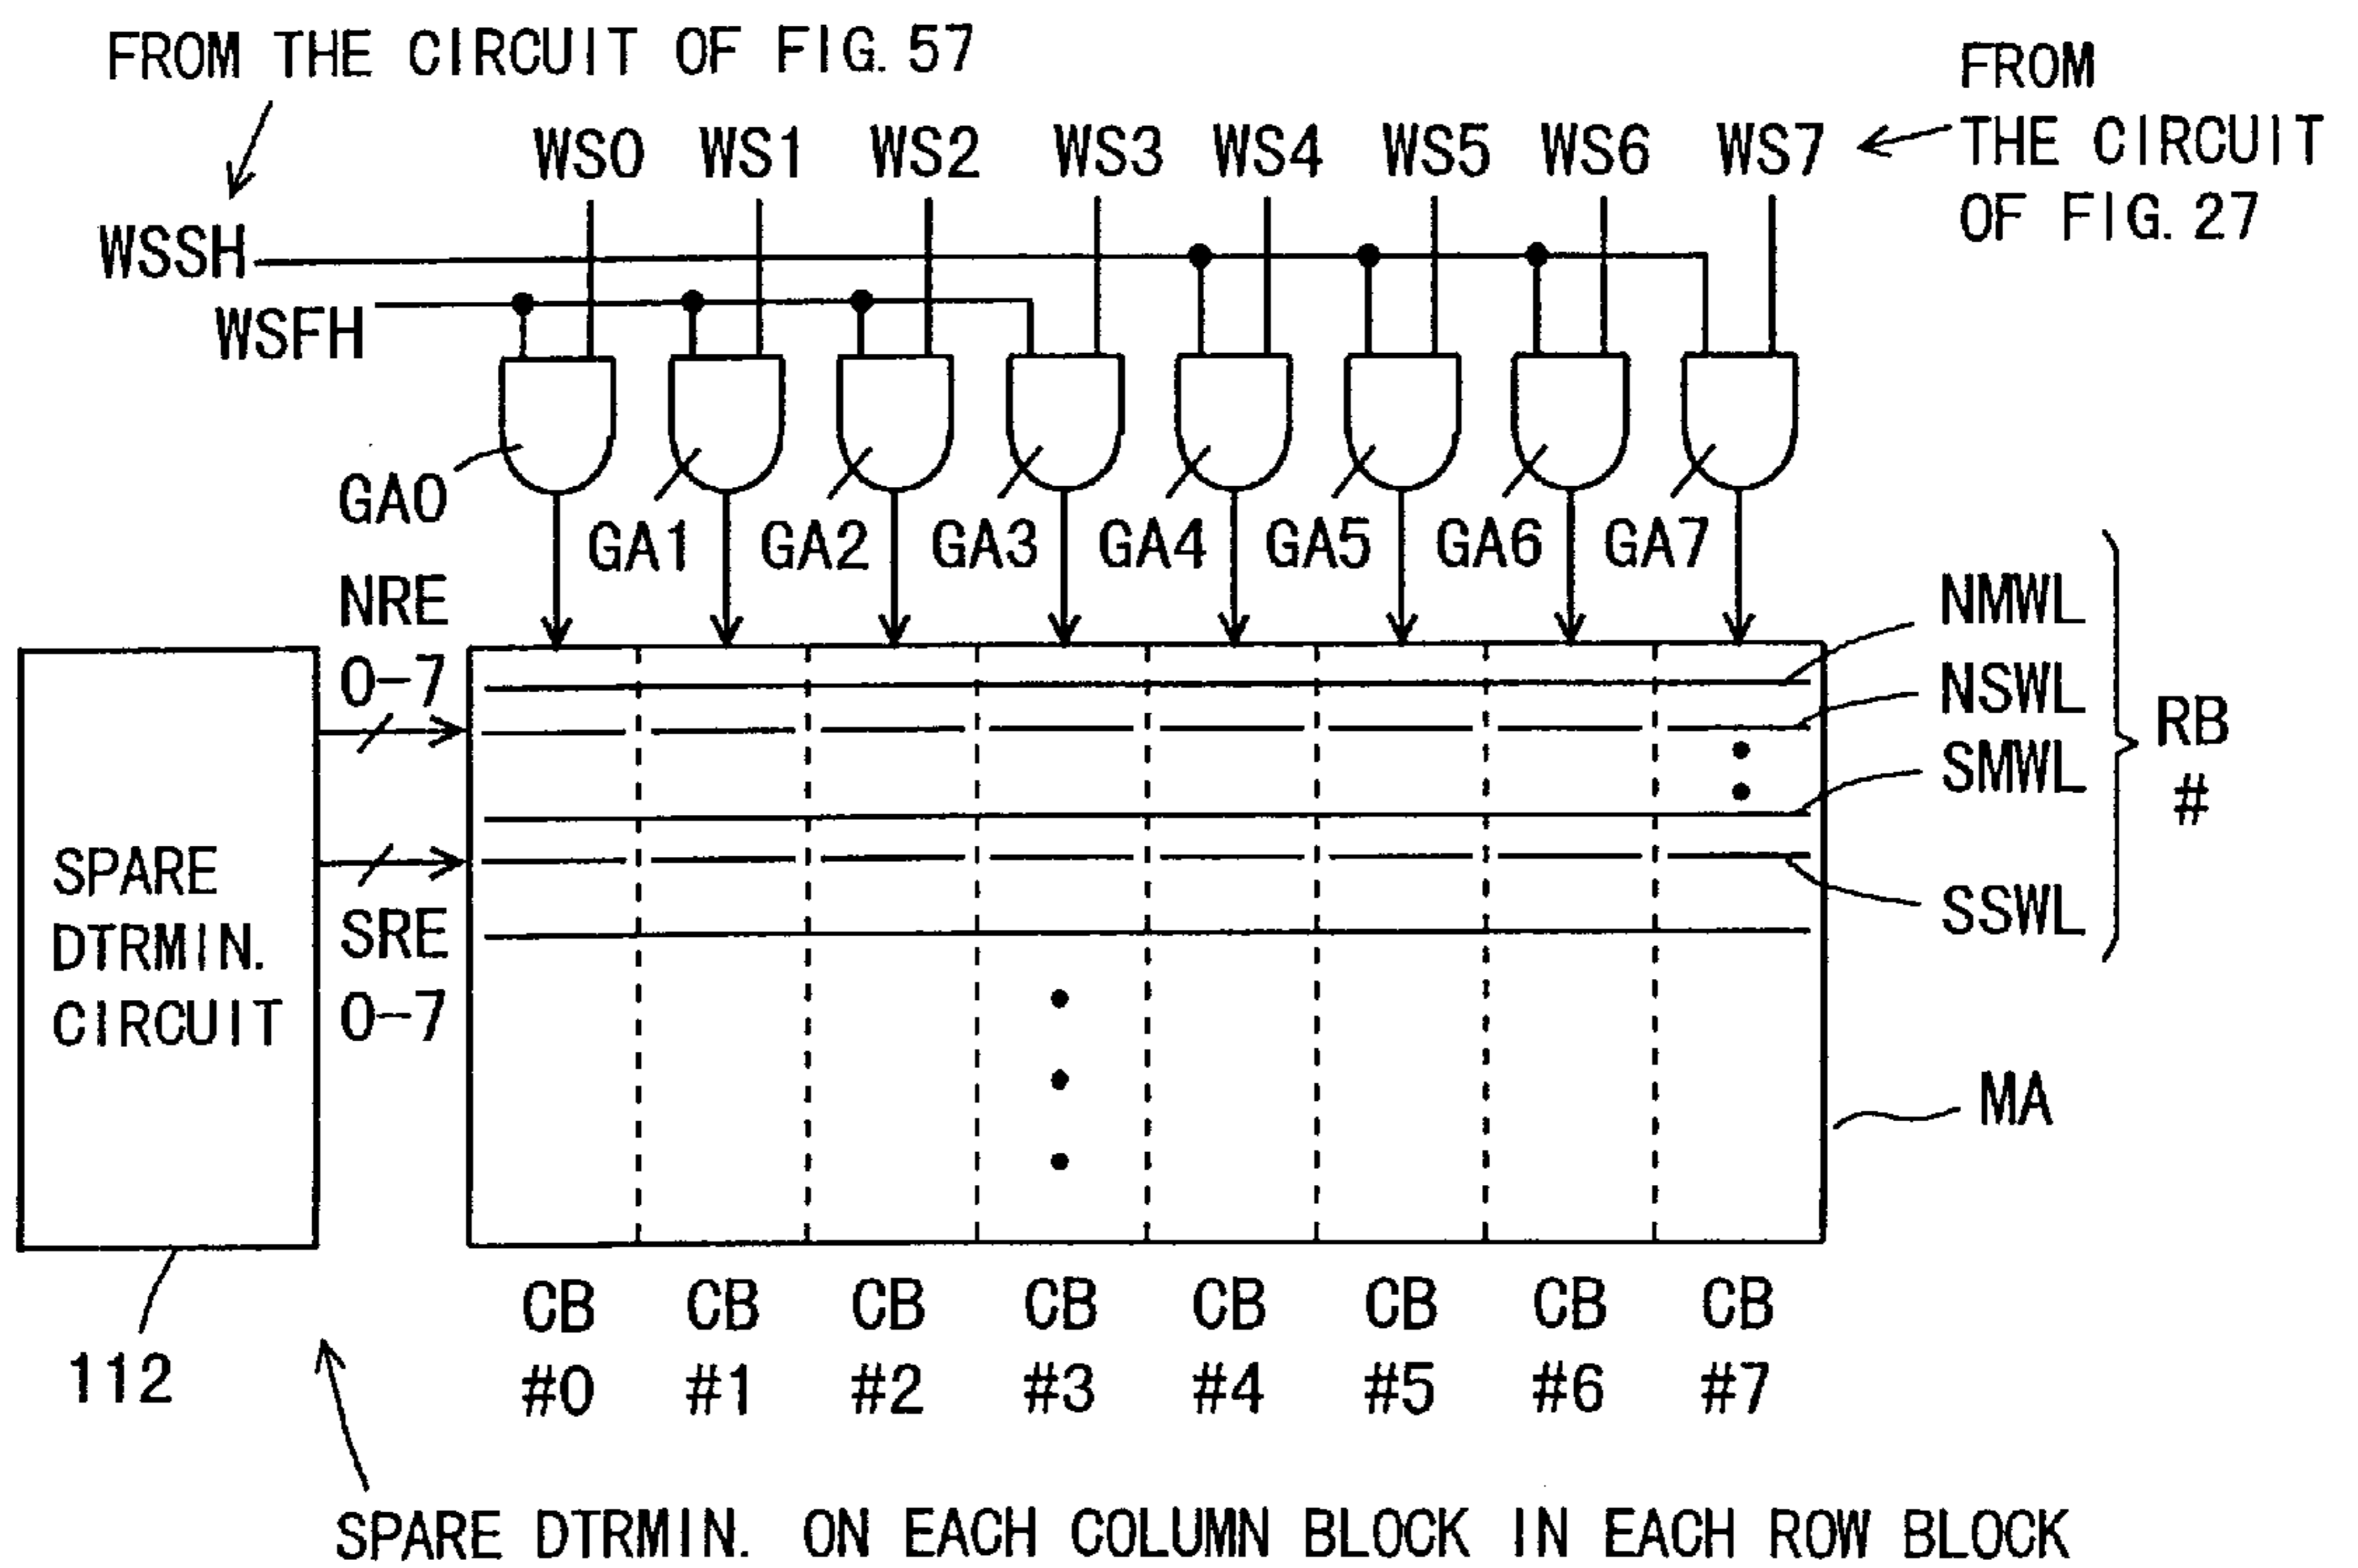 FROM THE CIRCUIT OF FIG. 57
FROM
THE CIRCUIT
OF FIG. 27
WS0 WS1 WS2 WS3 WS4 WS5 WS6 WS7
WSSH
WSFH
GA0
GA1 GA2 GA3 GA4 GA5 GA6 GA7
NRE
0-7
NMWL
NSWL
SMWL
SSWL
RB
#
SPARE
DTRMIN.
CIRCUIT
SRE
0-7
MA
CB CB CB CB CB CB CB CB
#0 #1 #2 #3 #4 #5 #6 #7
112
SPARE DTRMIN. ON EACH COLUMN BLOCK IN EACH ROW BLOCK